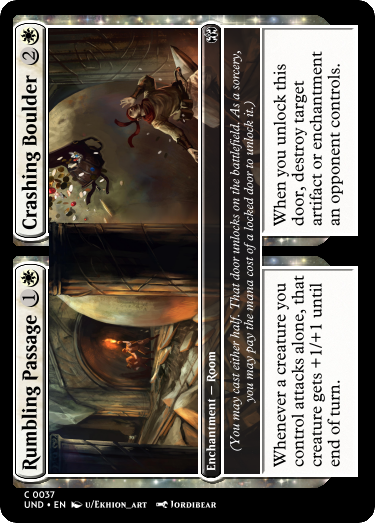 Rumbling Passage 1
Whenever a creature you
control attacks alone, that
creature gets +1/+1 until
end of turn.
Crashing Boulder 2
When you unlock this
door, destroy target
artifact or enchantment
an opponent controls.
Enchantment — Room
(You may cast either half. That door unlocks on the battlefield. As a sorcery,
you may pay the mana cost of a locked door to unlock it.)
C 0037
UND • EN u/Ekhion_art Jordibear